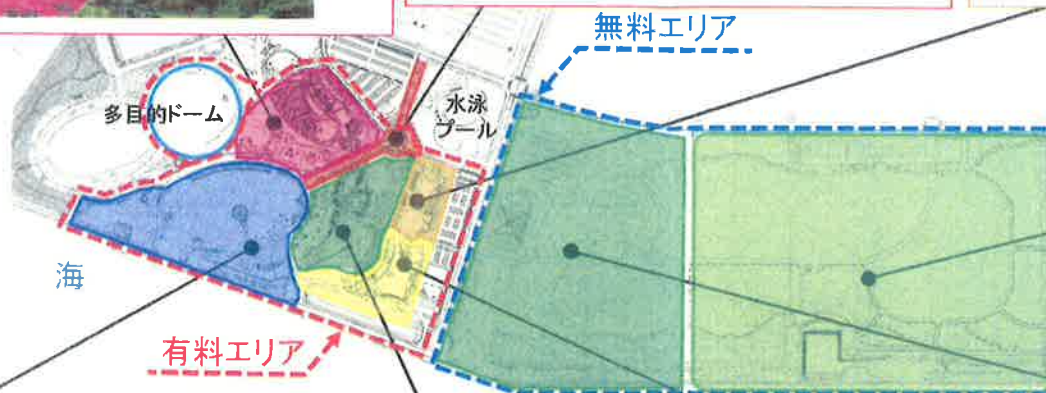 無料エリア
水泳
プール
多目的ドーム
海
有料エリア